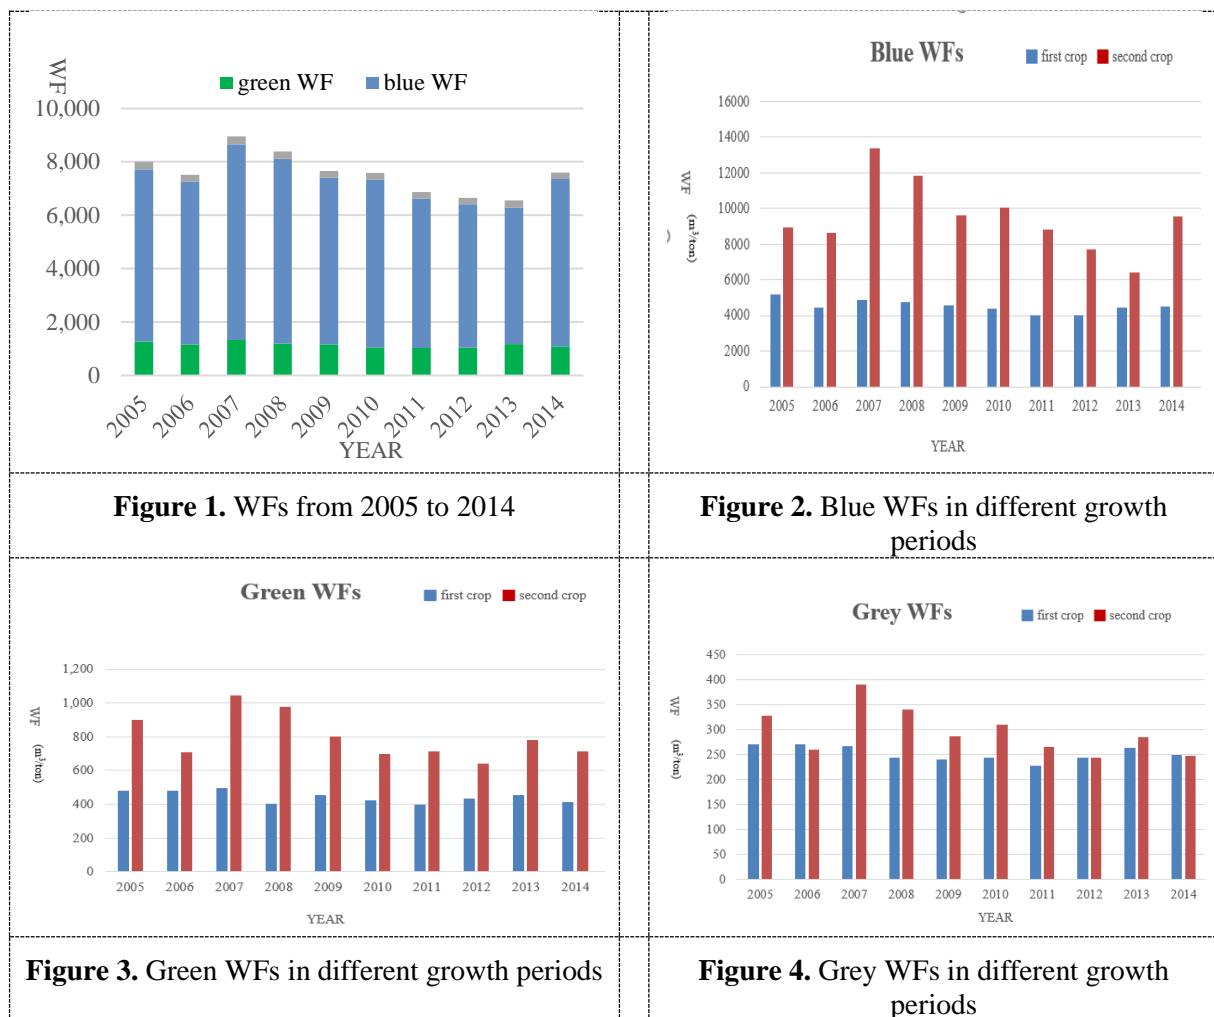 WF
green WF blue WF
10,000
8,000
6,000
4,000
2,000
0
2005 2006 2007 2008 2009 2010 2011 2012 2013 2014
YEAR
Figure 1. WFs from 2005 to 2014
Blue WFs
first crop second crop
WF (m³/ton)
16000
14000
12000
10000
8000
6000
4000
2000
0
2005 2006 2007 2008 2009 2010 2011 2012 2013 2014
YEAR
Figure 2. Blue WFs in different growth
periods
Green WFs
first crop second crop
WF (m³/ton)
1,200
1,000
800
600
400
200
0
2005 2006 2007 2008 2009 2010 2011 2012 2013 2014
YEAR
Figure 3. Green WFs in different growth periods
Grey WFs
first crop second crop
WF (m³/ton)
450
400
350
300
250
200
150
100
50
0
2005 2006 2007 2008 2009 2010 2011 2012 2013 2014
YEAR
Figure 4. Grey WFs in different growth
periods